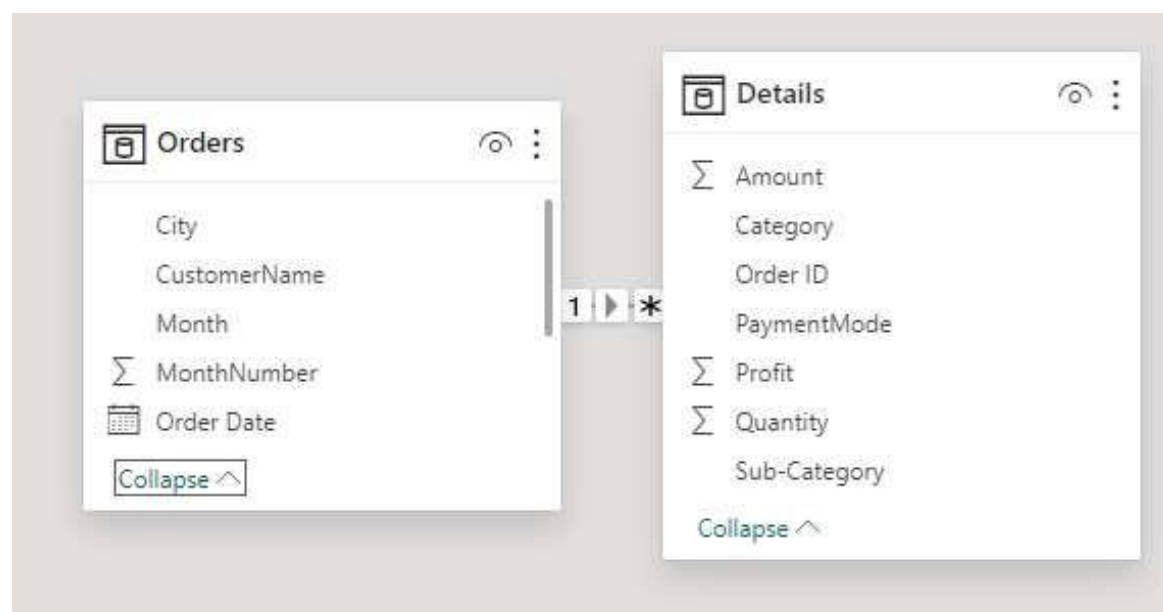 Orders
City
CustomerName
Month
∑ MonthNumber
Order Date
Collapse
1 *
Details
∑ Amount
Category
Order ID
PaymentMode
∑ Profit
∑ Quantity
Sub-Category
Collapse